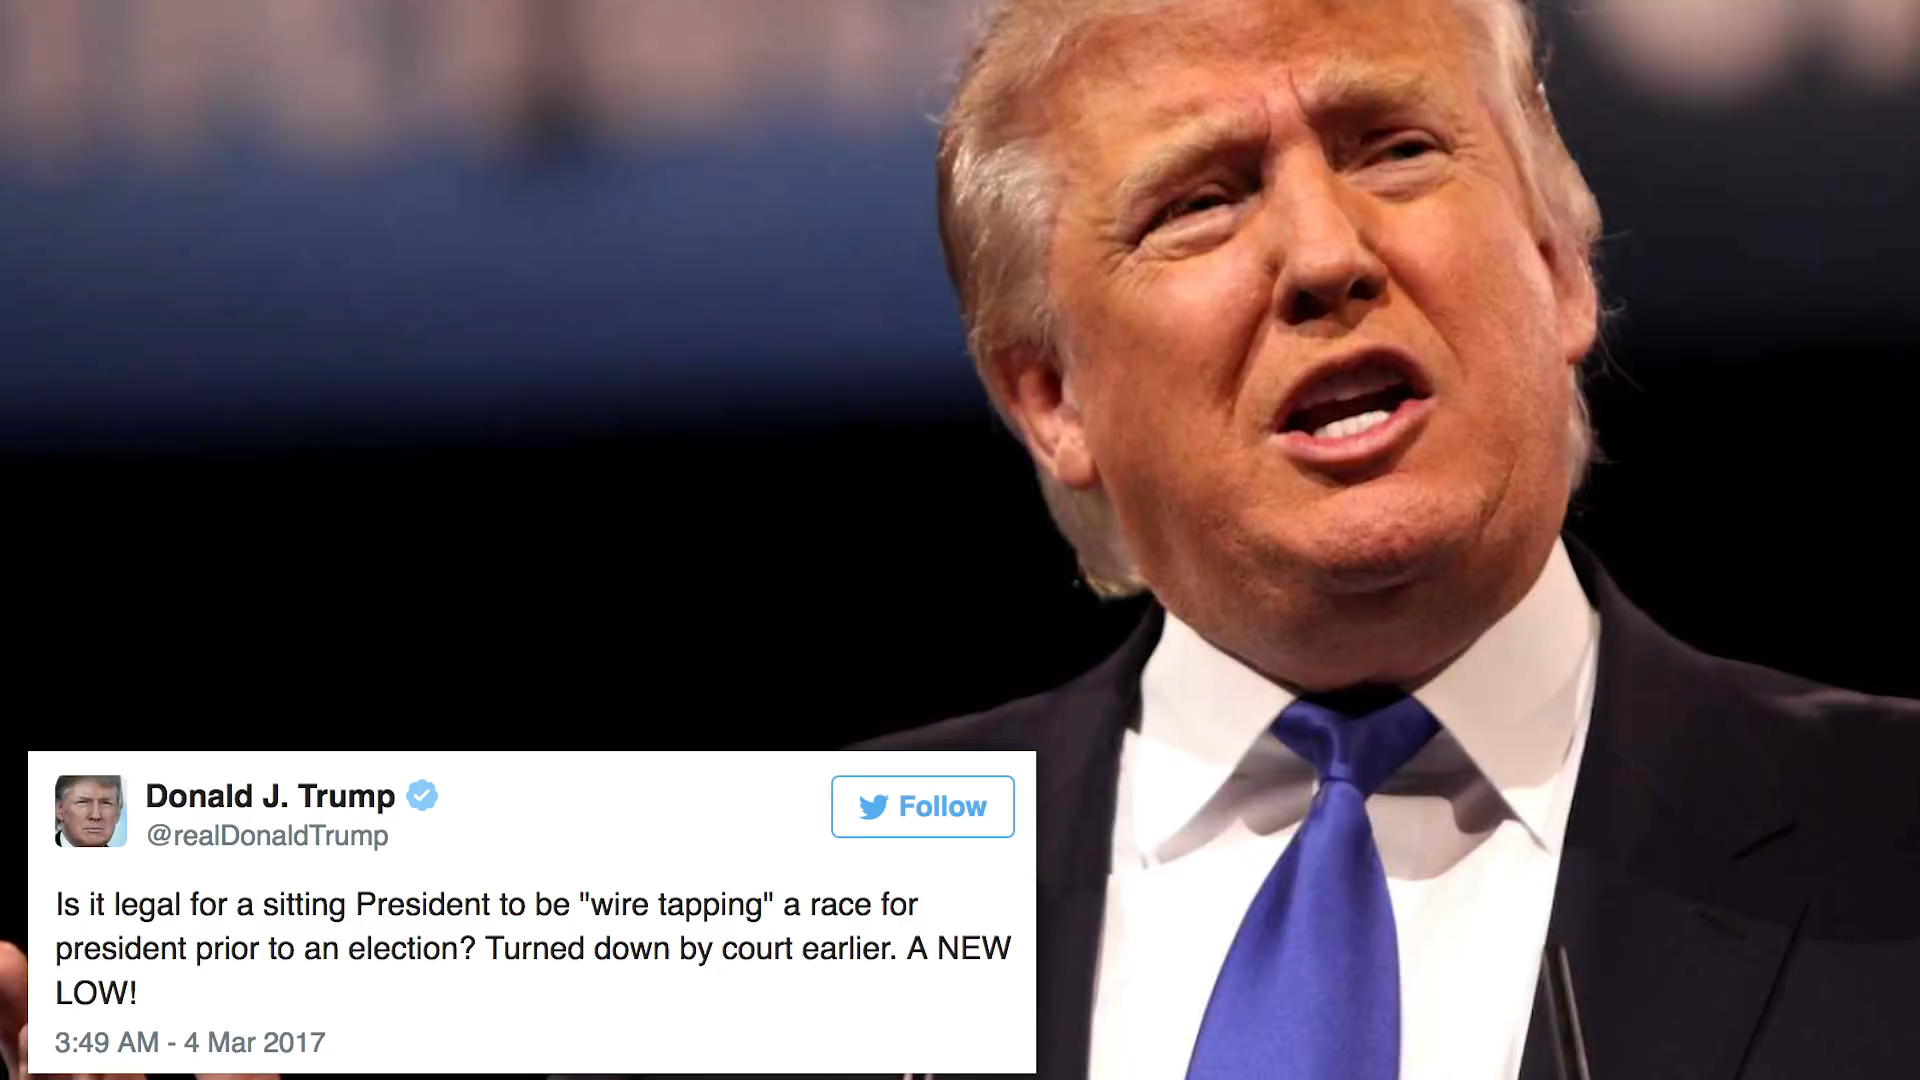 Donald J. Trump
@realDonaldTrump
Follow
Is it legal for a sitting President to be "wire tapping" a race for
president prior to an election? Turned down by court earlier. A NEW
LOW!
3:49 AM - 4 Mar 2017